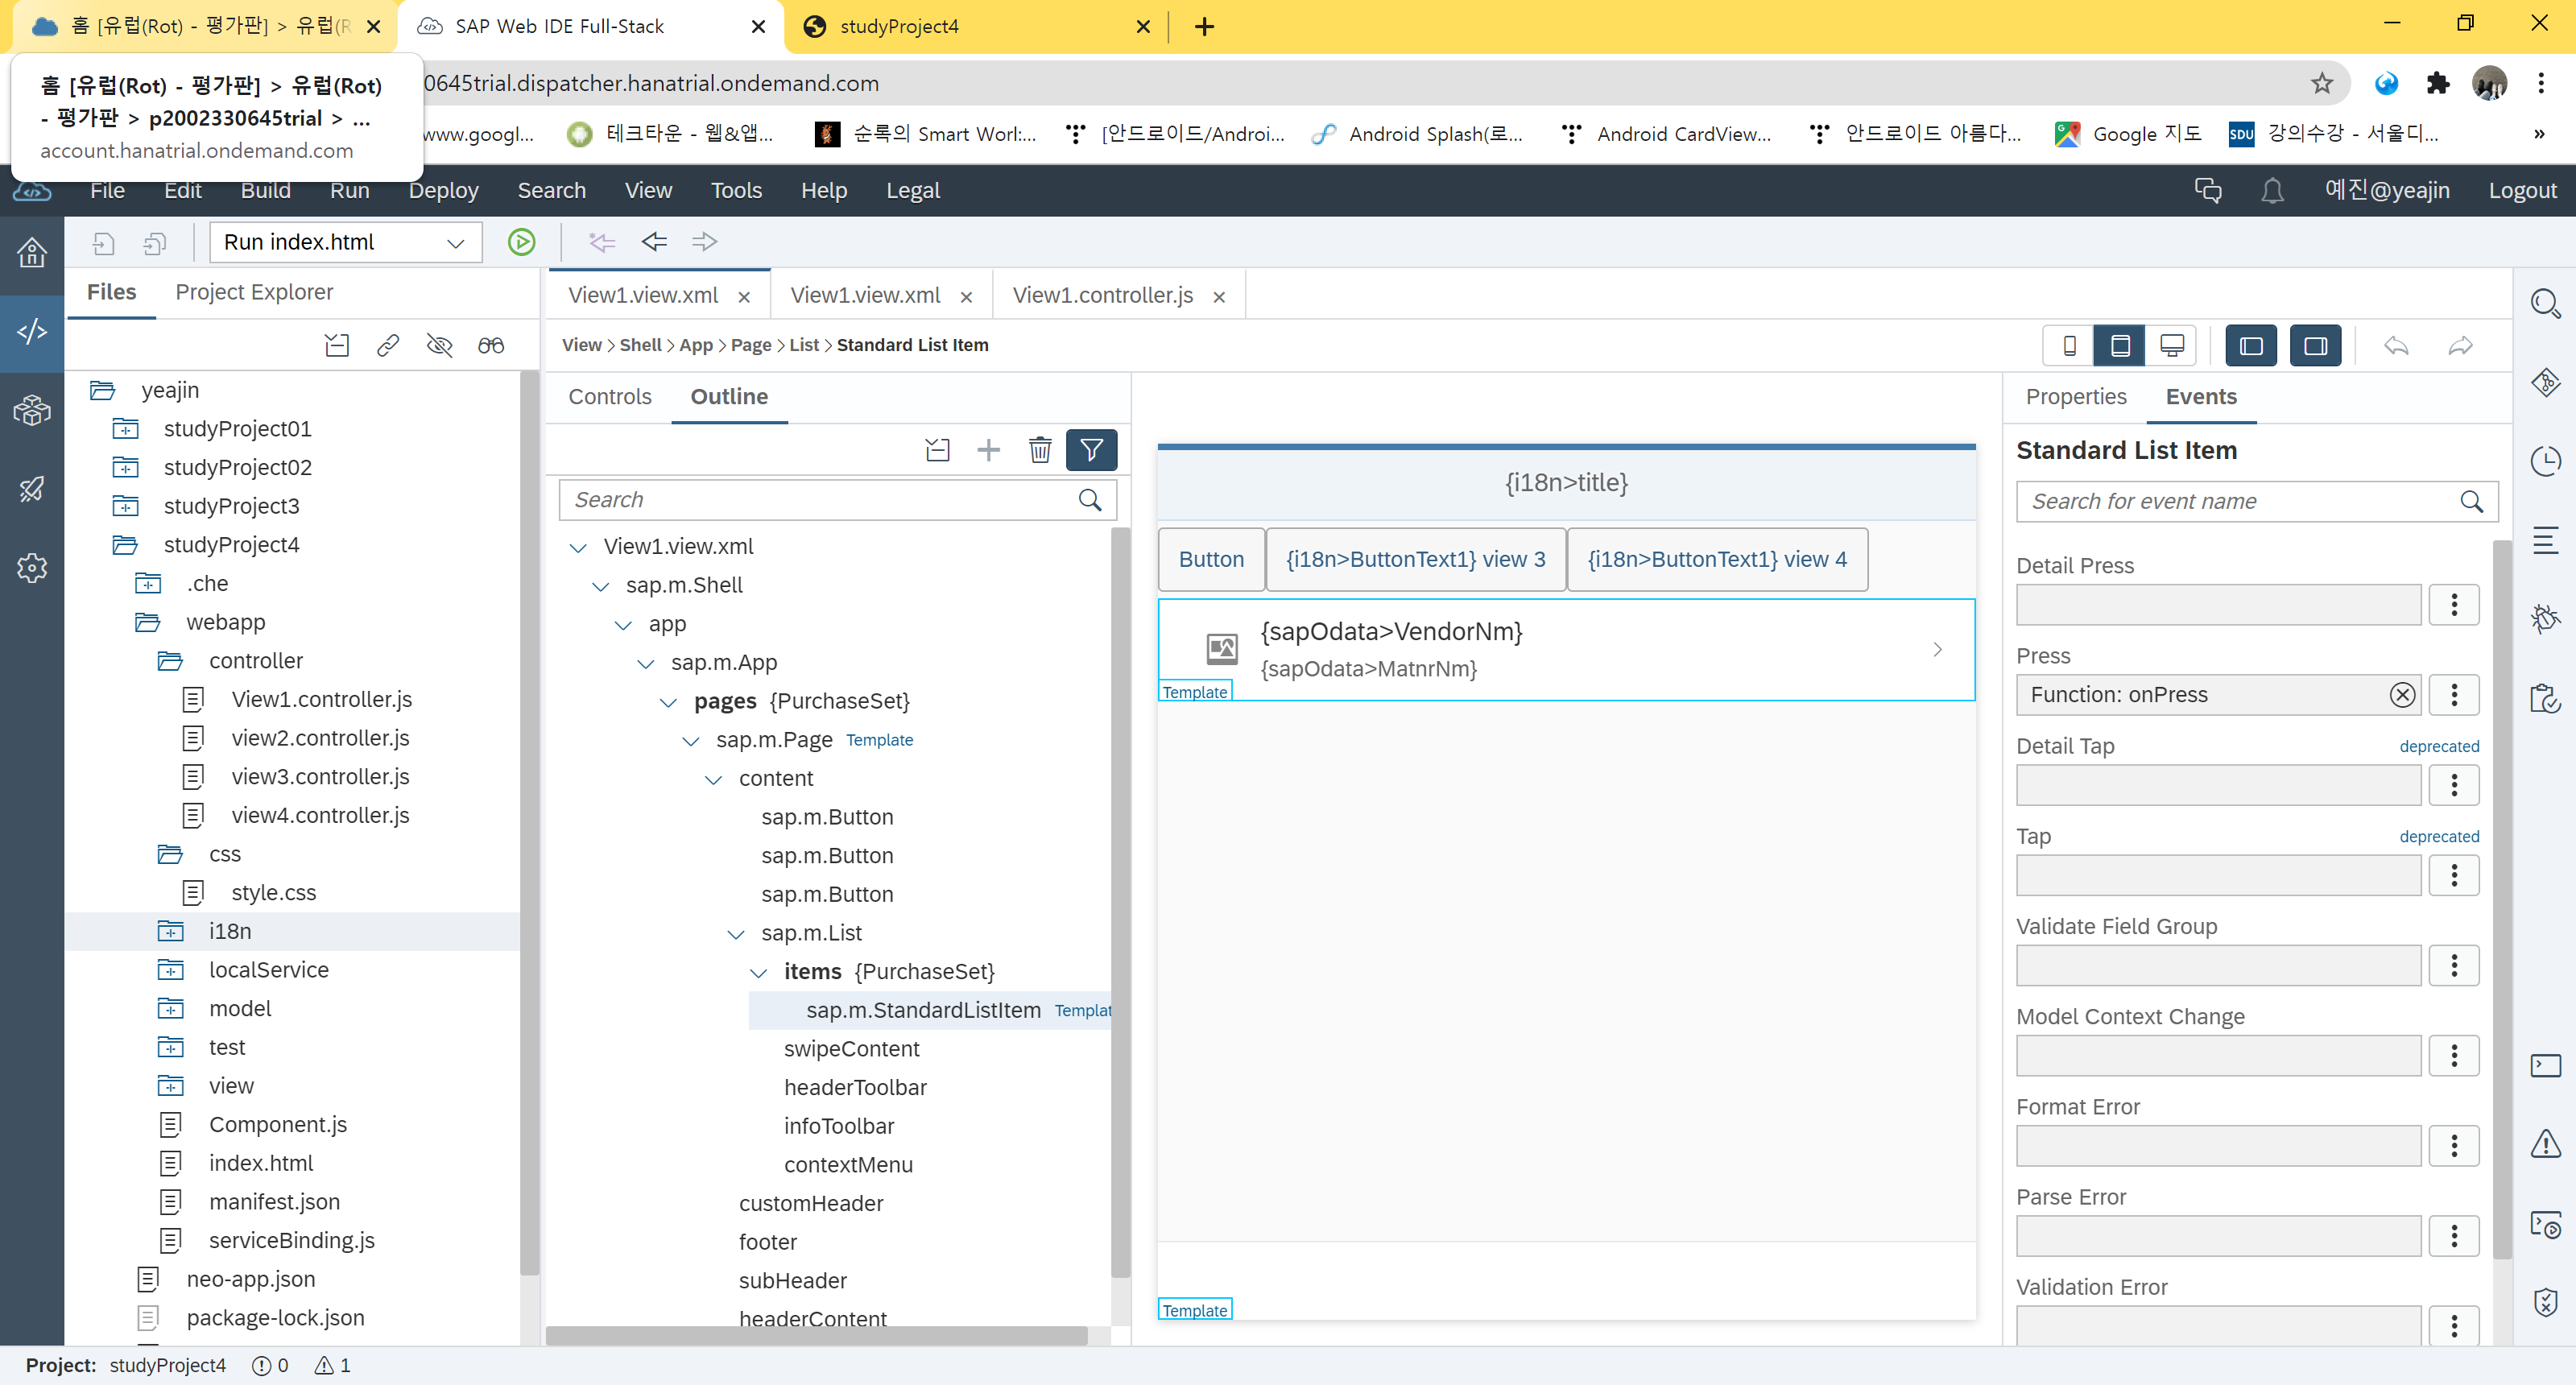 홈 [유럽(Rot) - 평가판] > 유럽(R
SAP Web IDE Full-Stack
studyProject4
홈 [유럽(Rot) - 평가판] > 유럽(Rot)
- 평가판 > p2002330645trial > ...
account.hanatrial.ondemand.com
0645trial.dispatcher.hanatrial.ondemand.com
www.googl...
테크타운 - 웹&앱...
순록의 Smart Worl:...
[안드로이드/Androi...
Android Splash(로...
Android CardView...
안드로이드 아름다...
Google 지도
SDU 강의수강 - 서울디...
»
File Edit Build Run Deploy Search View Tools Help Legal
예진@yeajin Logout
Run index.html
Files Project Explorer
yeajin
studyProject01
studyProject02
studyProject3
studyProject4
.che
webapp
controller
View1.controller.js
view2.controller.js
view3.controller.js
view4.controller.js
css
style.css
i18n
localService
model
test
view
Component.js
index.html
manifest.json
serviceBinding.js
neo-app.json
package-lock.json
View1.view.xml View1.view.xml View1.controller.js
View > Shell > App > Page > List > Standard List Item
Controls Outline
Search
View1.view.xml
sap.m.Shell
app
sap.m.App
pages {PurchaseSet}
sap.m.Page Template
content
sap.m.Button
sap.m.Button
sap.m.Button
sap.m.List
items {PurchaseSet}
sap.m.StandardListItem Templat
swipeContent
headerToolbar
infoToolbar
contextMenu
customHeader
footer
subHeader
headerContent
{i18n>title}
Button {i18n>ButtonText1} view 3 {i18n>ButtonText1} view 4
{sapOdata>VendorNm}
{sapOdata>MatnrNm}
Template
Template
Properties Events
Standard List Item
Search for event name
Detail Press
Press
Function: onPress
Detail Tap deprecated
Tap deprecated
Validate Field Group
Model Context Change
Format Error
Parse Error
Validation Error
Project: studyProject4 0 1